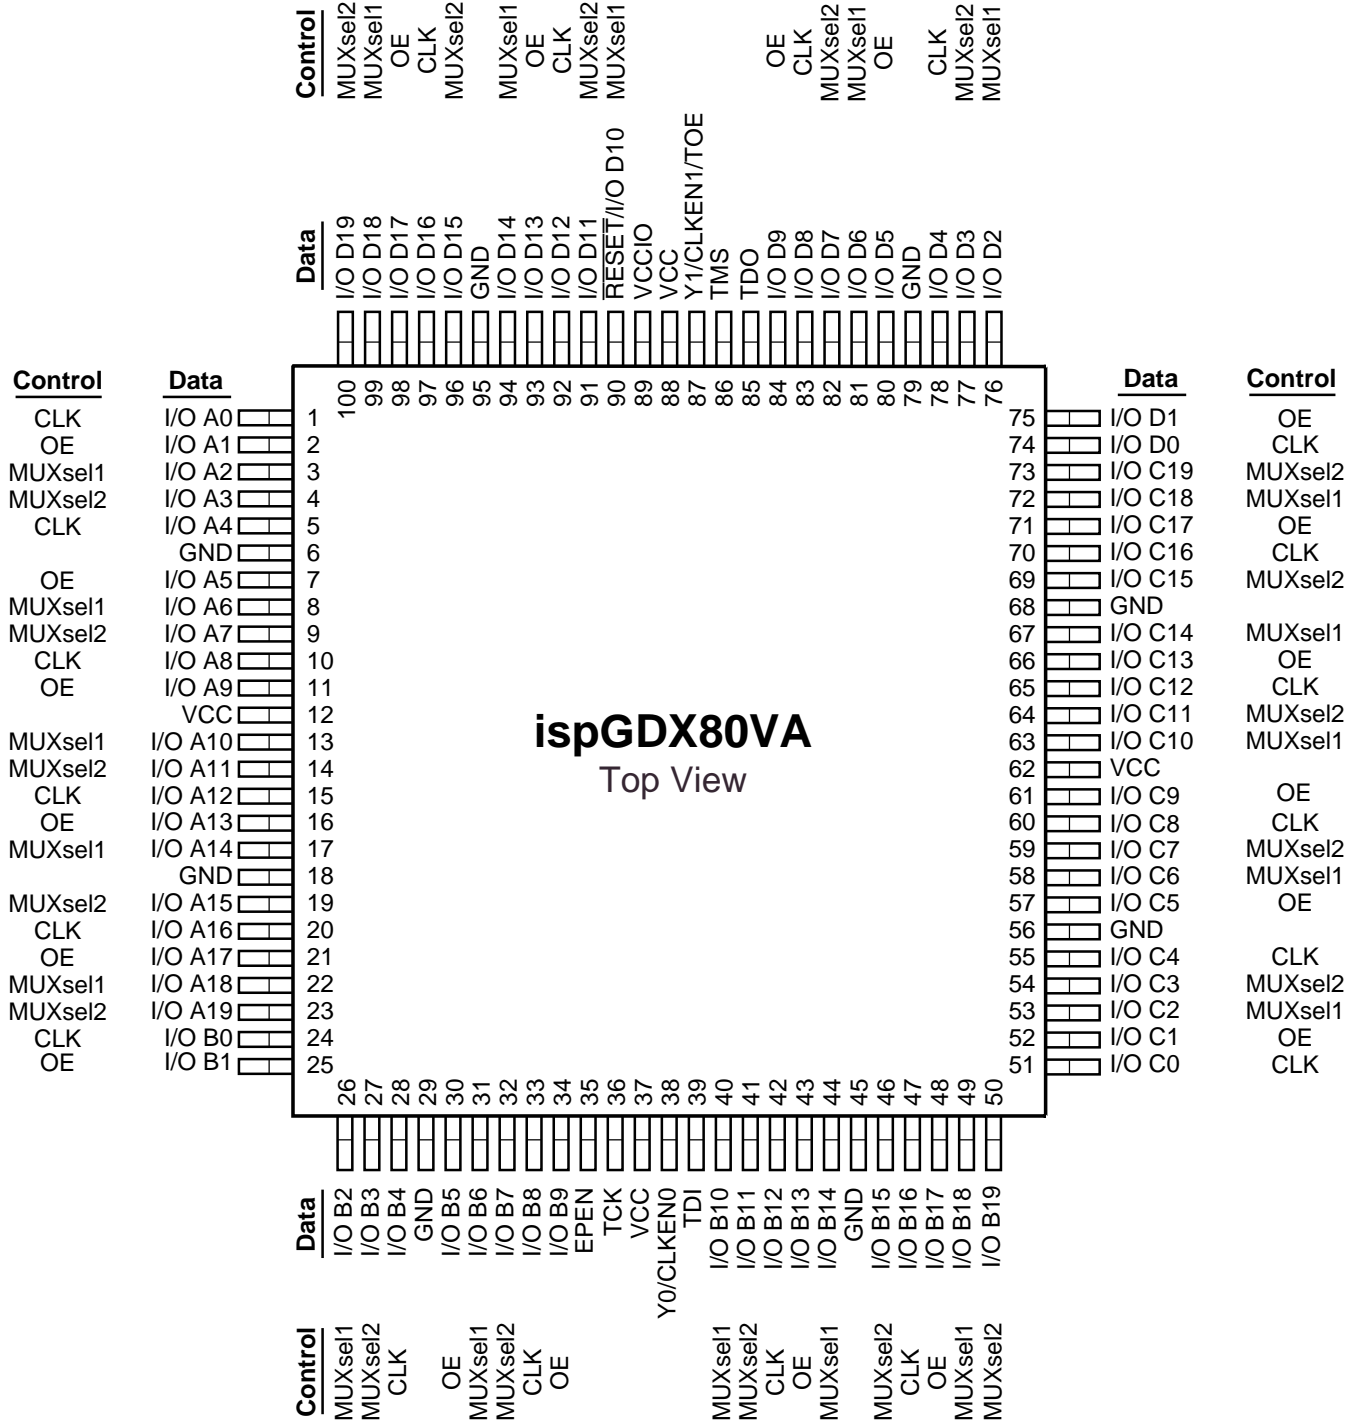 Control MUXsel2 MUXsel1 OE CLK MUXsel2 MUXsel1 OE CLK MUXsel2 MUXsel1 OE CLK MUXsel2 MUXsel1 OE CLK MUXsel2 MUXsel1
Data I/O D19 I/O D18 I/O D17 I/O D16 I/O D15 GND I/O D14 I/O D13 I/O D12 I/O D11 RESET/I/O D10 VCCIO VCC Y1/CLKEN1/TOE TMS TDO I/O D9 I/O D8 I/O D7 I/O D6 I/O D5 GND I/O D4 I/O D3 I/O D2
100 99 98 97 96 95 94 93 92 91 90 89 88 87 86 85 84 83 82 81 80 79 78 77 76
Control Data Data Control
CLK I/O A0 1 75 I/O D1 OE
OE I/O A1 2 74 I/O D0 CLK
MUXsel1 I/O A2 3 73 I/O C19 MUXsel2
MUXsel2 I/O A3 4 72 I/O C18 MUXsel1
CLK I/O A4 5 71 I/O C17 OE
GND 6 70 I/O C16 CLK
OE I/O A5 7 69 I/O C15 MUXsel2
MUXsel1 I/O A6 8 68 GND
MUXsel2 I/O A7 9 67 I/O C14 MUXsel1
CLK I/O A8 10 66 I/O C13 OE
OE I/O A9 11 65 I/O C12 CLK
VCC 12 64 I/O C11 MUXsel2
MUXsel1 I/O A10 13 63 I/O C10 MUXsel1
ispGDX80VA
MUXsel2 I/O A11 14 62 VCC
Top View
CLK I/O A12 15 61 I/O C9 OE
OE I/O A13 16 60 I/O C8 CLK
MUXsel1 I/O A14 17 59 I/O C7 MUXsel2
GND 18 58 I/O C6 MUXsel1
MUXsel2 I/O A15 19 57 I/O C5 OE
CLK I/O A16 20 56 GND
OE I/O A17 21 55 I/O C4 CLK
MUXsel1 I/O A18 22 54 I/O C3 MUXsel2
MUXsel2 I/O A19 23 53 I/O C2 MUXsel1
CLK I/O B0 24 52 I/O C1 OE
OE I/O B1 25 51 I/O C0 CLK
26 27 28 29 30 31 32 33 34 35 36 37 38 39 40 41 42 43 44 45 46 47 48 49 50
Data I/O B2 I/O B3 I/O B4 GND I/O B5 I/O B6 I/O B7 I/O B8 I/O B9 EPEN TCK VCC Y0/CLKEN0 TDI I/O B10 I/O B11 I/O B12 I/O B13 I/O B14 GND I/O B15 I/O B16 I/O B17 I/O B18 I/O B19
Control MUXsel1 MUXsel2 CLK OE MUXsel1 MUXsel2 CLK OE MUXsel1 MUXsel2 CLK OE MUXsel1 MUXsel2 CLK OE MUXsel1 MUXsel2